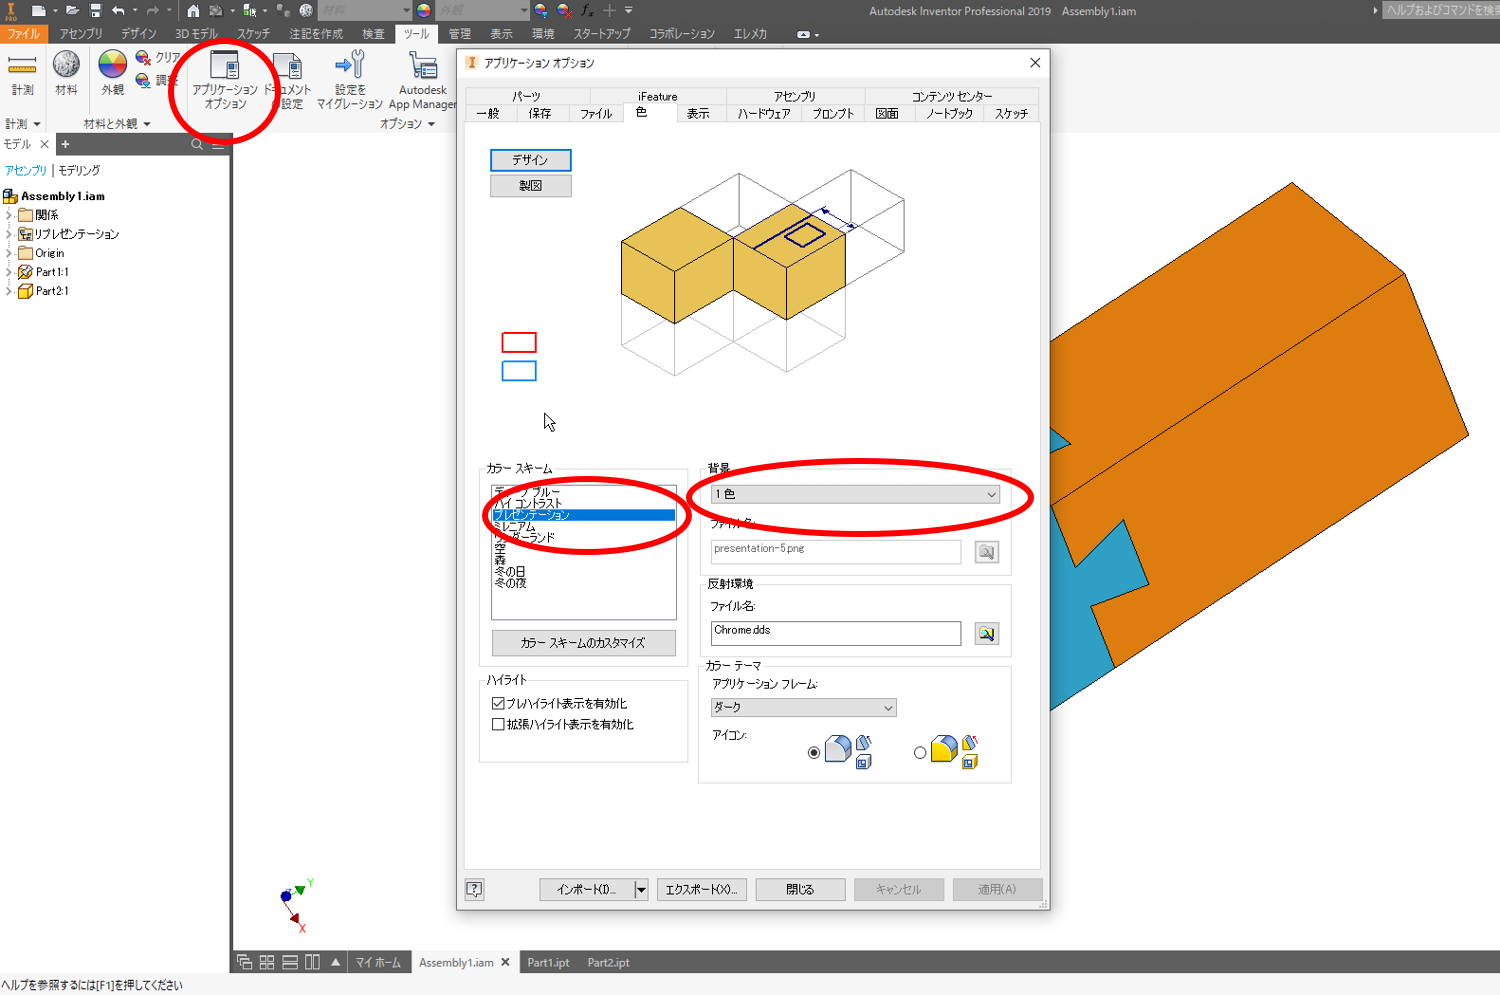 PRO
材料
外観
fx
Autodesk Inventor Professional 2019 Assembly1.iam
ヘルプおよびコマンドを検索
ファイル アセンブリ デザイン 3Dモデル スケッチ 注記を作成 検査 ツール 管理 表示 環境 スタートアップ コラボレーション エレメカ
計測
材料
外観
クリア
調整
アプリケーション
オプション
ドキュメント
の設定
設定を
マイグレーション
Autodesk
App Manager
計測
材料と外観
オプション
モデル
アセンブリ | モデリング
Assembly1.iam
関係
リプレゼンテーション
Origin
Part1:1
Part2:1
アプリケーション オプション
パーツ iFeature アセンブリ コンテンツ センター
一般 保存 ファイル 色 表示 ハードウェア プロンプト 図面 ノートブック スケッチ
デザイン
製図
カラー スキーム
ディープ ブルー
ハイ コントラスト
プレゼンテーション
ミレニアム
ワンダーランド
空
森
冬の日
冬の夜
カラー スキームのカスタマイズ
ハイライト
プレハイライト表示を有効化
拡張ハイライト表示を有効化
背景
1 色
ファイル名:
presentation-5.png
反射環境
ファイル名:
Chrome.dds
カラー テーマ
アプリケーション フレーム:
ダーク
アイコン:
インポート(I)... エクスポート(X)... 閉じる キャンセル 適用(A)
Y
Z
X
マイ ホーム Assembly1.iam Part1.ipt Part2.ipt
ヘルプを参照するには[F1]を押してください